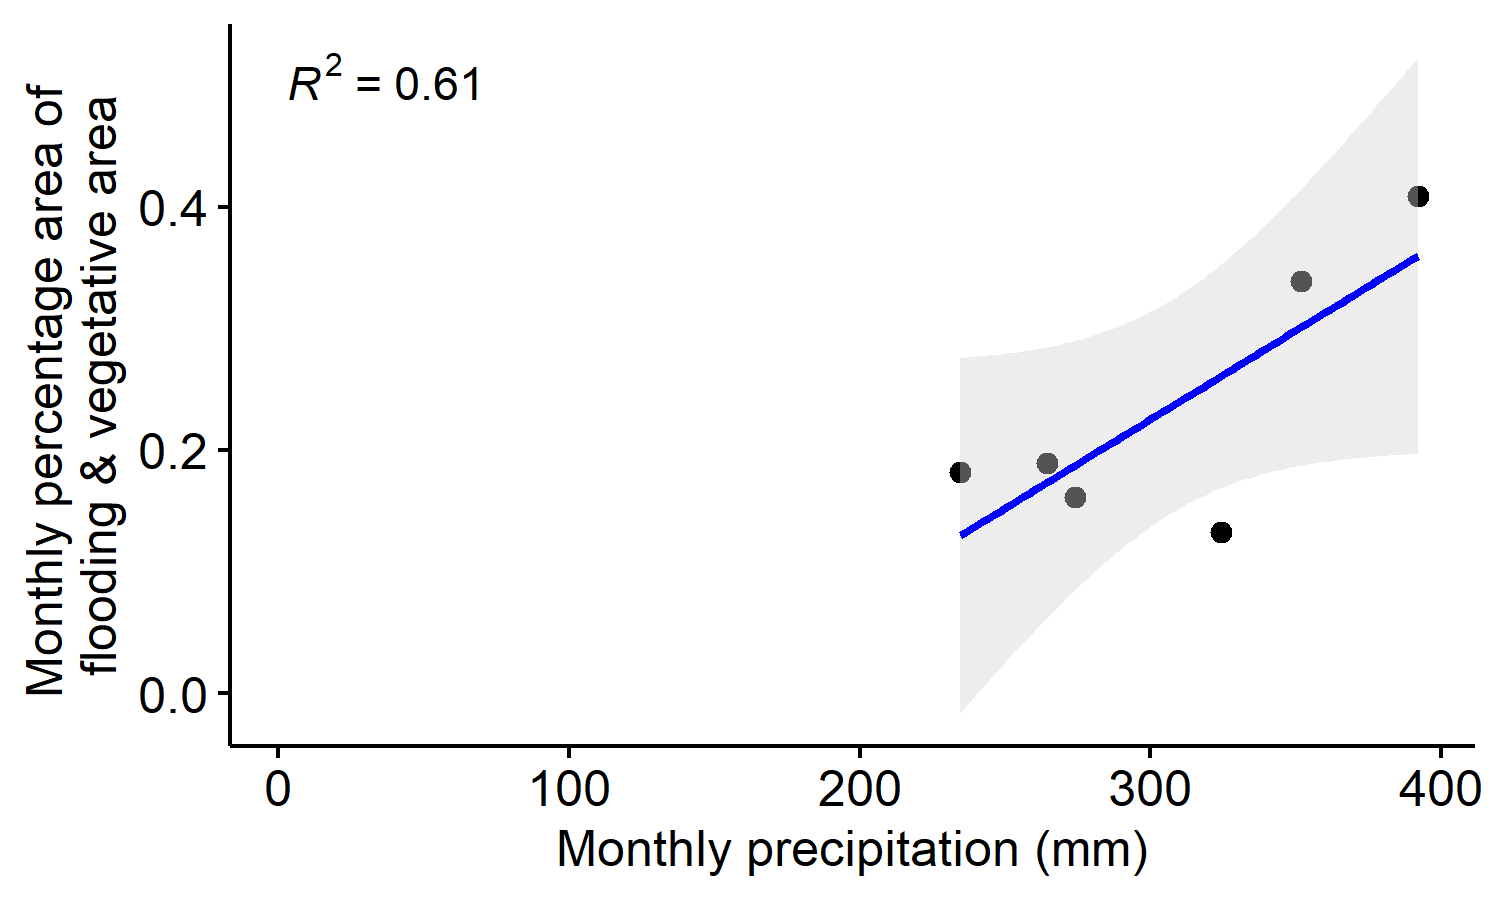 R² = 0.61
Monthly percentage area of
flooding & vegetative area
0.4
0.2
0.0
0 100 200 300 400
Monthly precipitation (mm)